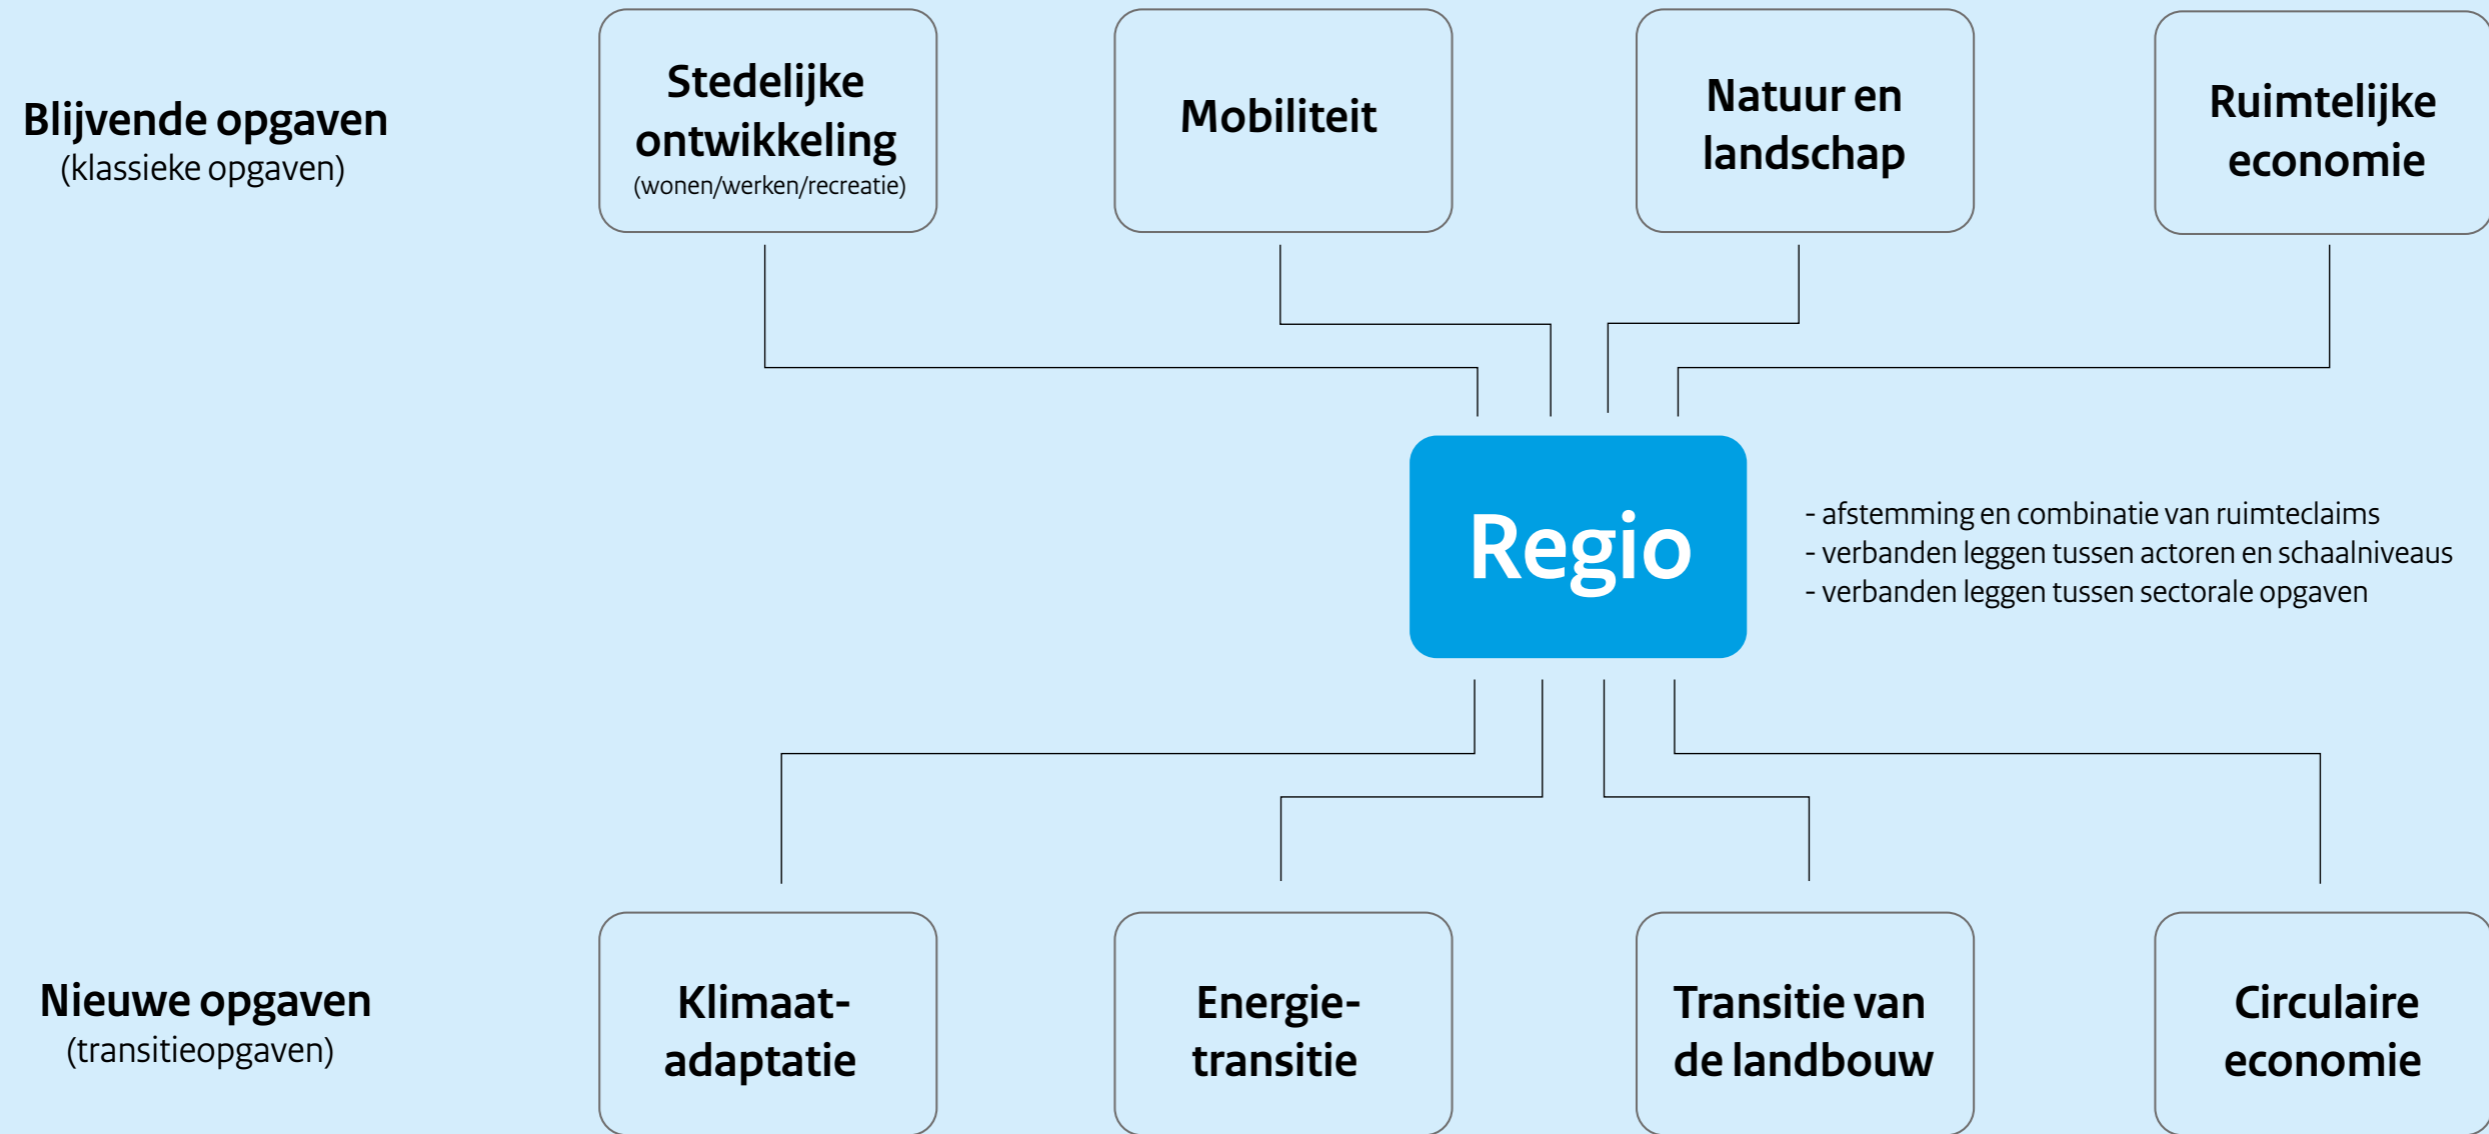 Blijvende opgaven
(klassieke opgaven)
Stedelijke
ontwikkeling
(wonen/werken/recreatie)
Mobiliteit
Natuur en
landschap
Ruimtelijke
economie
Regio
- afstemming en combinatie van ruimteclaims
- verbanden leggen tussen actoren en schaalniveaus
- verbanden leggen tussen sectorale opgaven
Nieuwe opgaven
(transitieopgaven)
Klimaat-
adaptatie
Energie-
transitie
Transitie van
de landbouw
Circulaire
economie